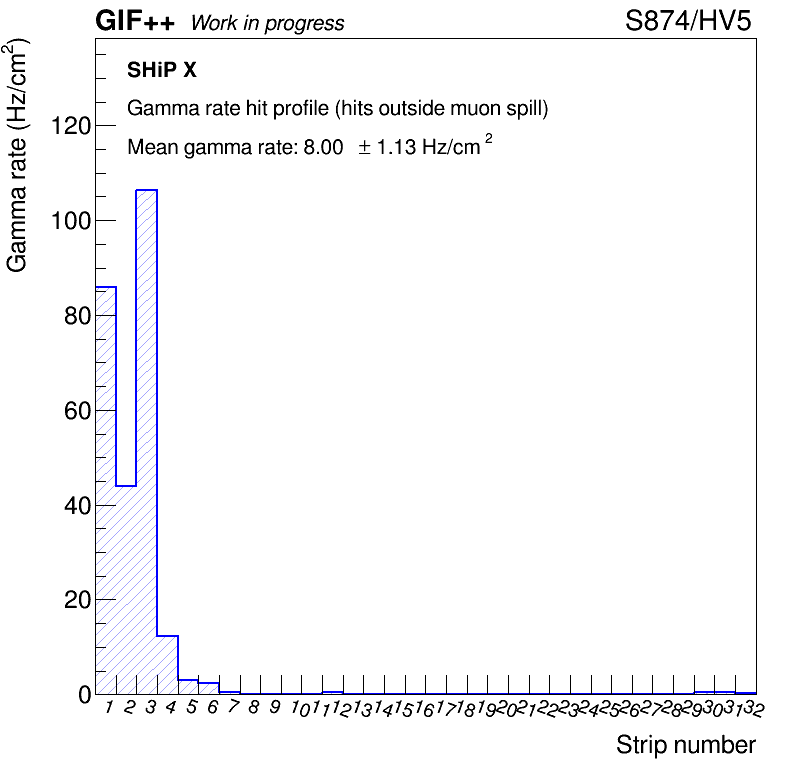 GIF++ Work in progress S874/HV5
Gamma rate (Hz/cm²)
SHiP X
Gamma rate hit profile (hits outside muon spill)
Mean gamma rate: 8.00 ± 1.13 Hz/cm²
120
100
80
60
40
20
0
1 2 3 4 5 6 7 8 9 10 11 12 13 14 15 16 17 18 19 20 21 22 23 24 25 26 27 28 29 30 31 32
Strip number